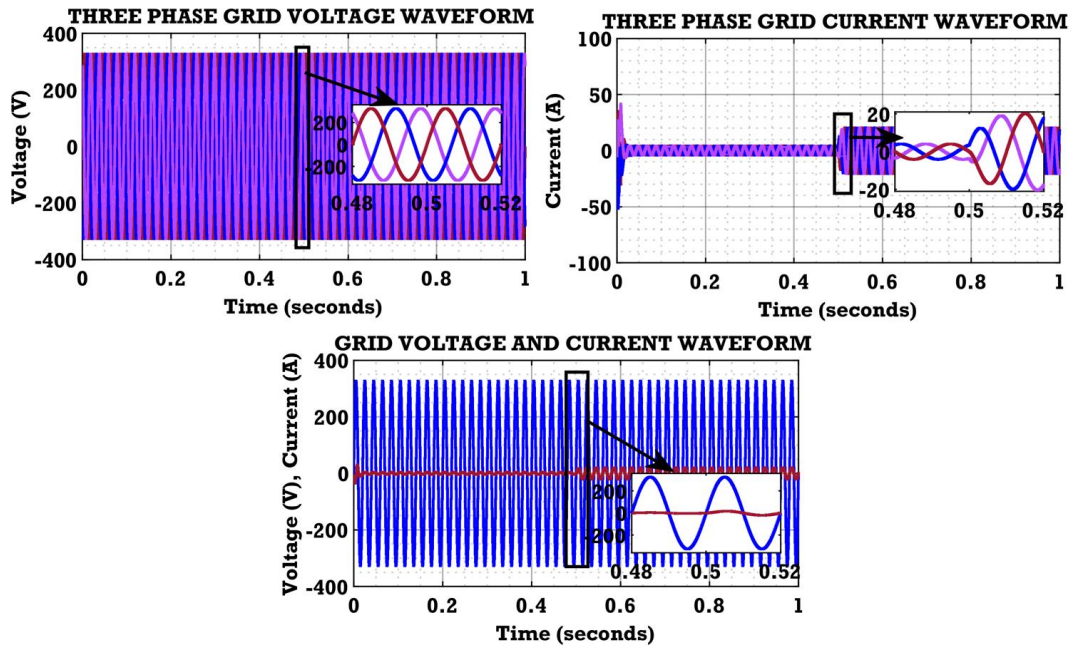 THREE PHASE GRID VOLTAGE WAVEFORM
400
200
0
-200
-400
Voltage (V)
200
0
-200
0.48 0.5 0.52
0 0.2 0.4 0.6 0.8 1
Time (seconds)
THREE PHASE GRID CURRENT WAVEFORM
100
50
0
-50
-100
Current (A)
20
0
-20
0.48 0.5 0.52
0 0.2 0.4 0.6 0.8 1
Time (seconds)
GRID VOLTAGE AND CURRENT WAVEFORM
400
200
0
-200
-400
Voltage (V), Current (A)
200
0
-200
0.48 0.5 0.52
0 0.2 0.4 0.6 0.8 1
Time (seconds)